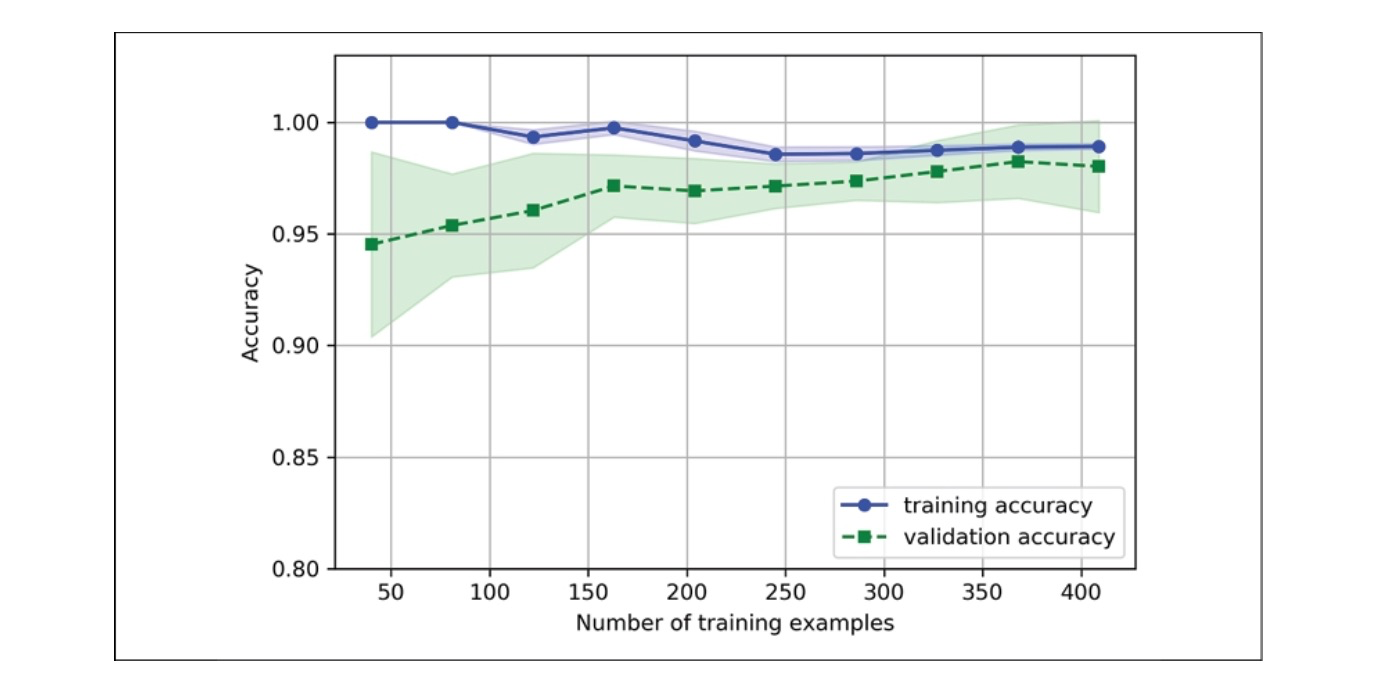 1.00
0.95
0.90
0.85
0.80
Accuracy
training accuracy
validation accuracy
50 100 150 200 250 300 350 400
Number of training examples